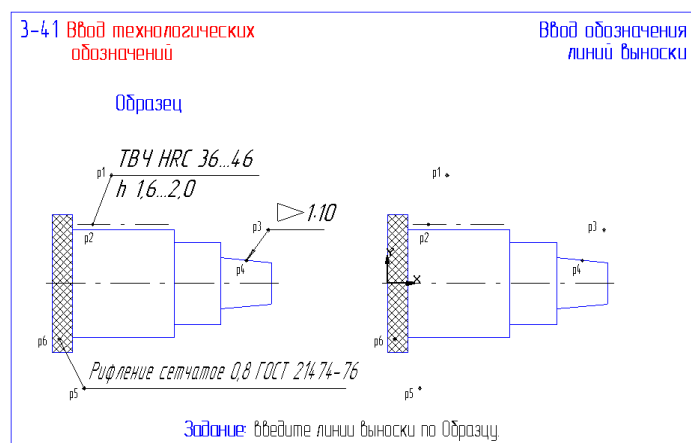 3-41 Ввод технологических
обозначений
Ввод обозначения
линий выноски
Образец
p1
ТВЧ HRC 36...46
h 1,6...2,0
p2
p3
1:10
p4
p6
Рифление сетчатое 0,8 ГОСТ 21474-76
p5
p1
p2
p3
p4
Y
X
p6
p5
Задание: введите линии выноски по Образцу.